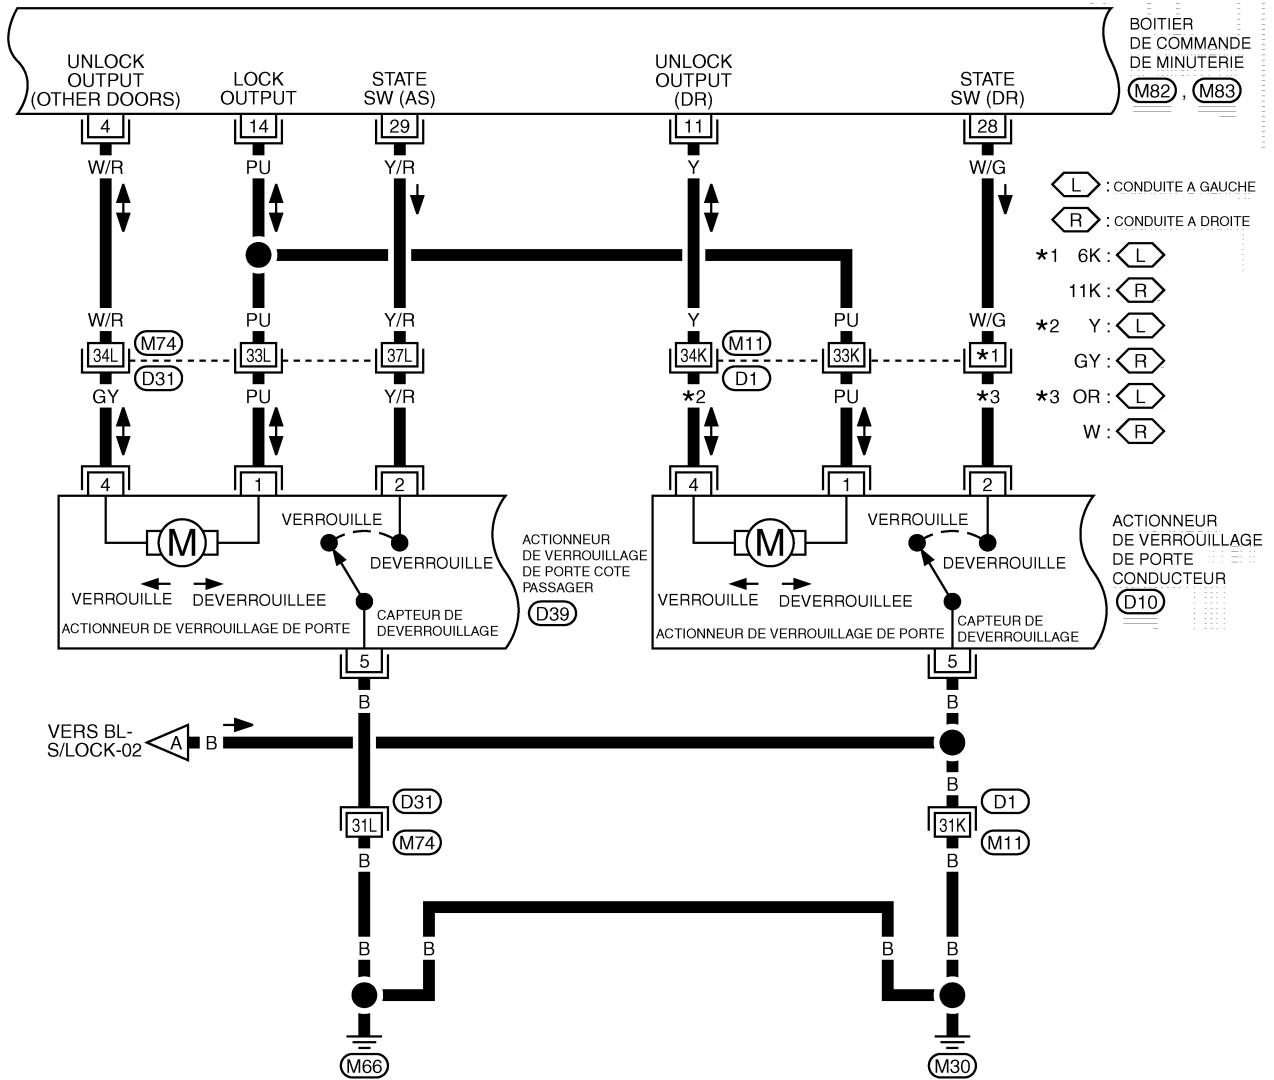 BOITIER
DE COMMANDE
DE MINUTERIE
M82 , M83
UNLOCK
OUTPUT
(OTHER DOORS)
LOCK
OUTPUT
STATE
SW (AS)
UNLOCK
OUTPUT
(DR)
STATE
SW (DR)
4 14 29 11 28
W/R PU Y/R Y W/G
L : CONDUITE A GAUCHE
R : CONDUITE A DROITE
*1 6K : L
11K : R
*2 Y : L
GY : R
*3 OR : L
W : R
W/R PU Y/R Y PU W/G
34L M74 33L 37L 34K M11 33K *1
D31 D1
GY PU Y/R *2 PU *3
4 1 2 4 1 2
M
VERROUILLE
DEVERROUILLE
VERROUILLE
DEVERROUILLEE
CAPTEUR DE
DEVERROUILLAGE
ACTIONNEUR DE VERROUILLAGE DE PORTE
ACTIONNEUR
DE VERROUILLAGE
DE PORTE COTE
PASSAGER
D39
M
VERROUILLE
DEVERROUILLE
VERROUILLE
DEVERROUILLEE
CAPTEUR DE
DEVERROUILLAGE
ACTIONNEUR DE VERROUILLAGE DE PORTE
ACTIONNEUR
DE VERROUILLAGE
DE PORTE
CONDUCTEUR
D10
5 5
B B
VERS BL-
S/LOCK-02
A B
B
D31 D1
31L 31K
M74 M11
B B
B B B B
M66 M30